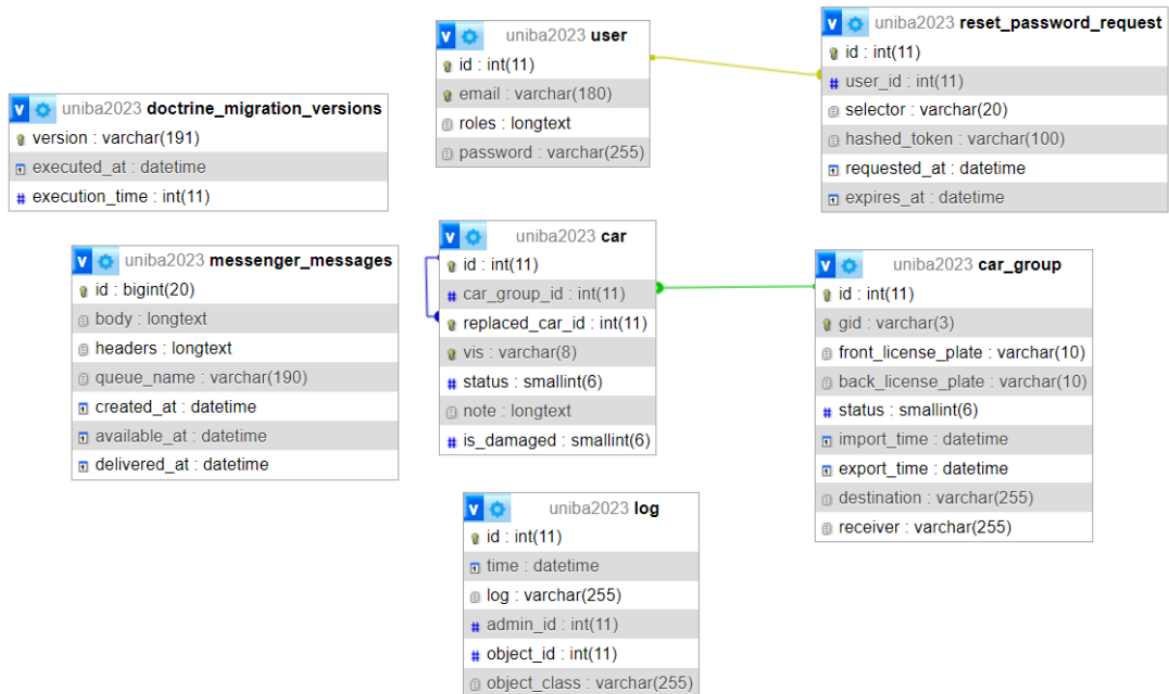 uniba2023 user
id : int(11)
email : varchar(180)
roles : longtext
password : varchar(255)
uniba2023 reset_password_request
id : int(11)
user_id : int(11)
selector : varchar(20)
hashed_token : varchar(100)
requested_at : datetime
expires_at : datetime
uniba2023 doctrine_migration_versions
version : varchar(191)
executed_at : datetime
execution_time : int(11)
uniba2023 messenger_messages
id : bigint(20)
body : longtext
headers : longtext
queue_name : varchar(190)
created_at : datetime
available_at : datetime
delivered_at : datetime
uniba2023 car
id : int(11)
car_group_id : int(11)
replaced_car_id : int(11)
vis : varchar(8)
status : smallint(6)
note : longtext
is_damaged : smallint(6)
uniba2023 car_group
id : int(11)
gid : varchar(3)
front_license_plate : varchar(10)
back_license_plate : varchar(10)
status : smallint(6)
import_time : datetime
export_time : datetime
destination : varchar(255)
receiver : varchar(255)
uniba2023 log
id : int(11)
time : datetime
log : varchar(255)
admin_id : int(11)
object_id : int(11)
object_class : varchar(255)